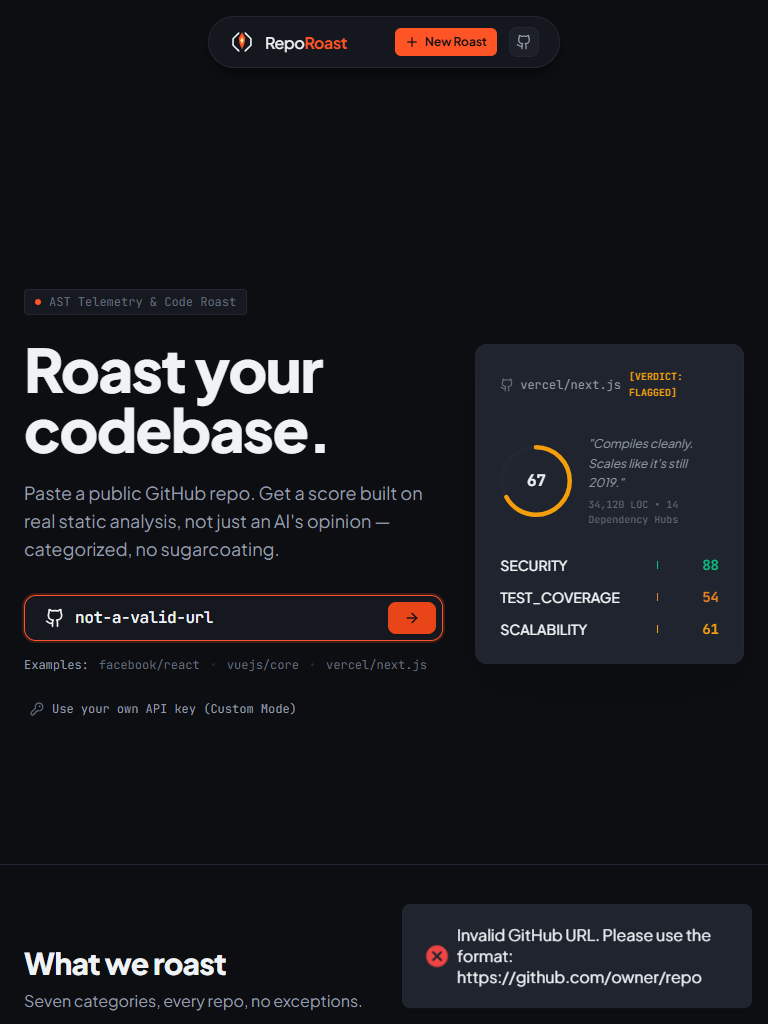 RepoRoast
New Roast
AST Telemetry & Code Roast
Roast your
codebase.
Paste a public GitHub repo. Get a score built on
real static analysis, not just an AI's opinion —
categorized, no sugarcoating.
not-a-valid-url
Examples: facebook/react · vuejs/core · vercel/next.js
Use your own API key (Custom Mode)
vercel/next.js
[VERDICT:
FLAGGED]
67
"Compiles cleanly.
Scales like it's still
2019."
34,120 LOC • 14
Dependency Hubs
SECURITY 88
TEST_COVERAGE 54
SCALABILITY 61
What we roast
Seven categories, every repo, no exceptions.
Invalid GitHub URL. Please use the
format:
https://github.com/owner/repo